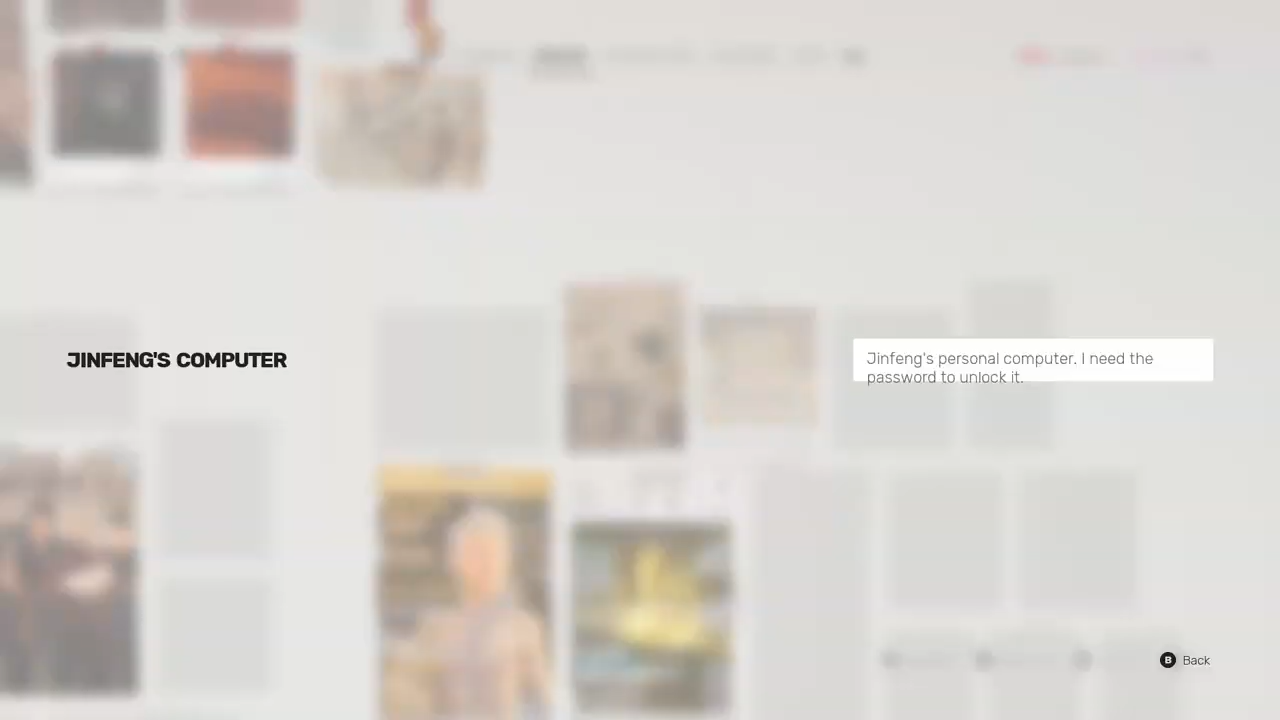 JINFENG'S COMPUTER
Jinfeng's personal computer. I need the
password to unlock it.
B Back